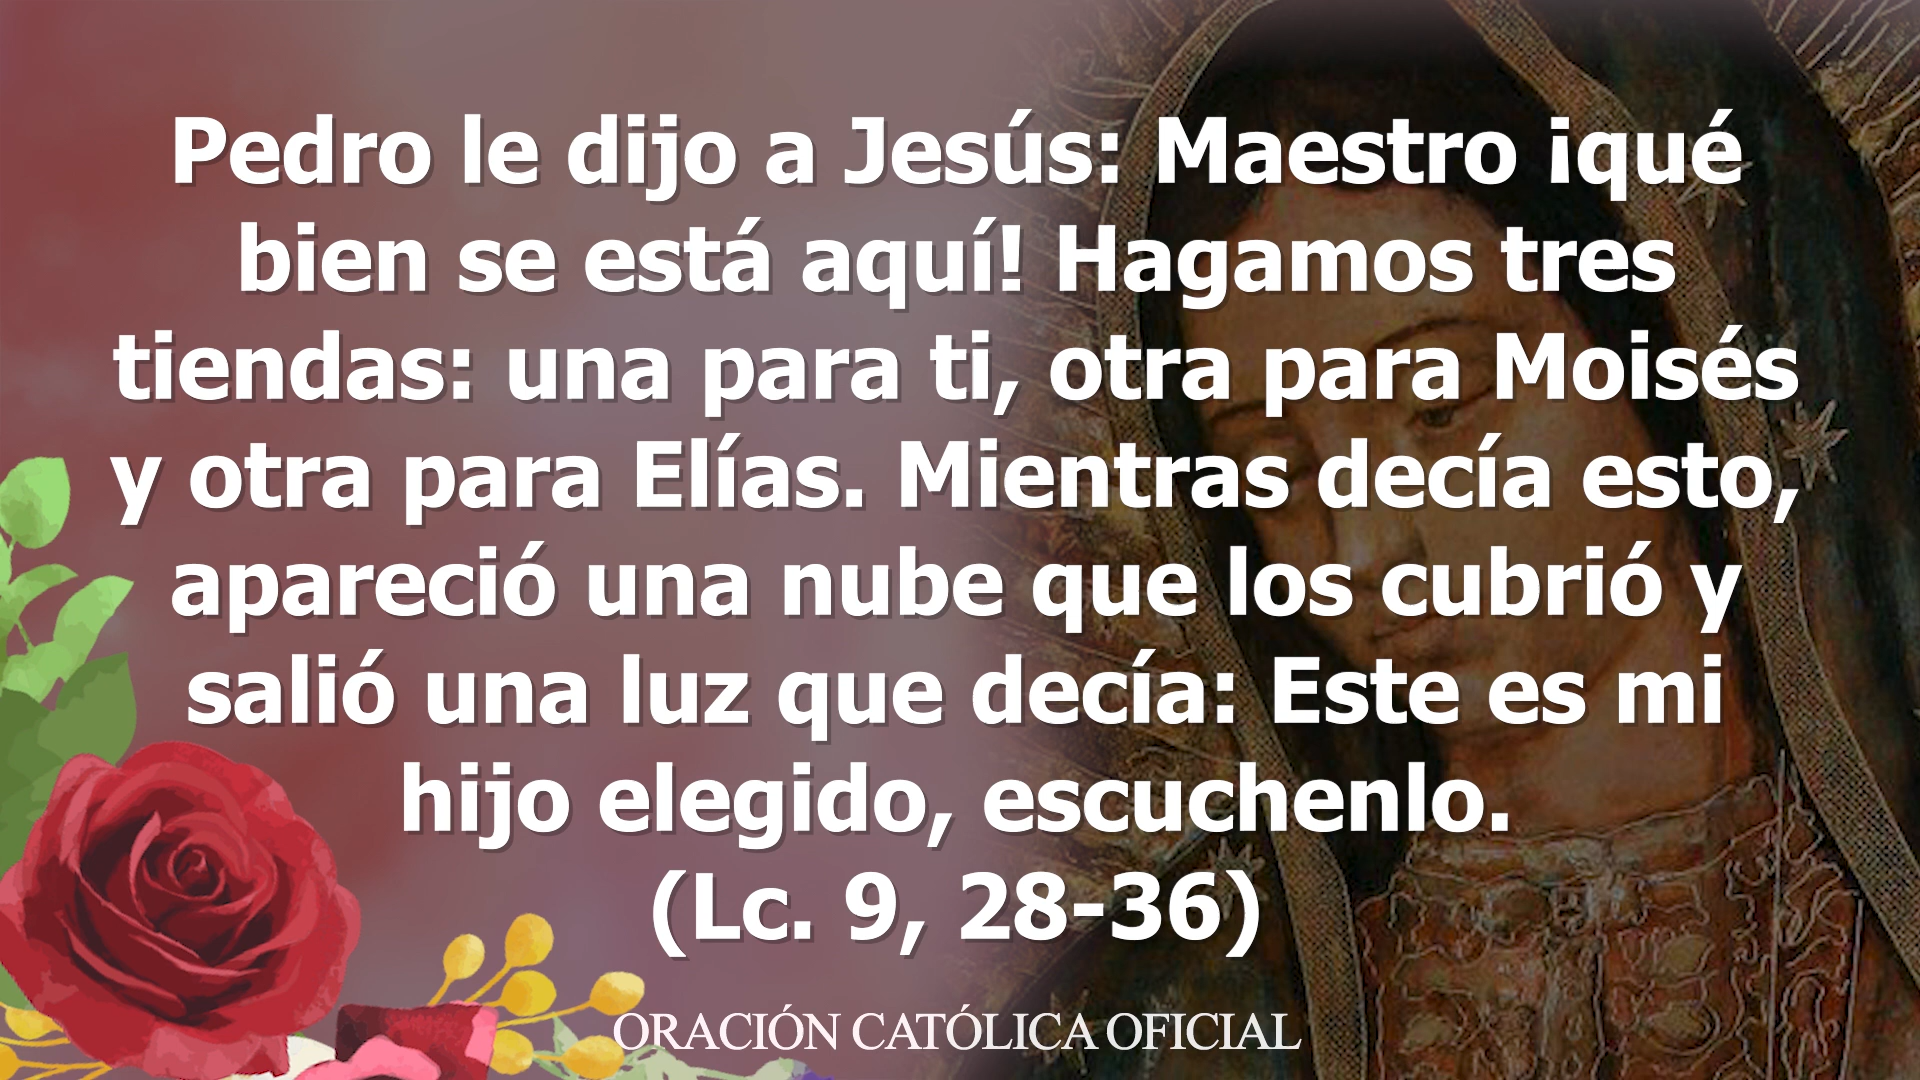 Pedro le dijo a Jesús: Maestro ¡qué
bien se está aquí! Hagamos tres
tiendas: una para ti, otra para Moisés
y otra para Elías. Mientras decía esto,
apareció una nube que los cubrió y
salió una luz que decía: Este es mi
hijo elegido, escuchenlo.
(Lc. 9, 28-36)
ORACIÓN CATÓLICA OFICIAL